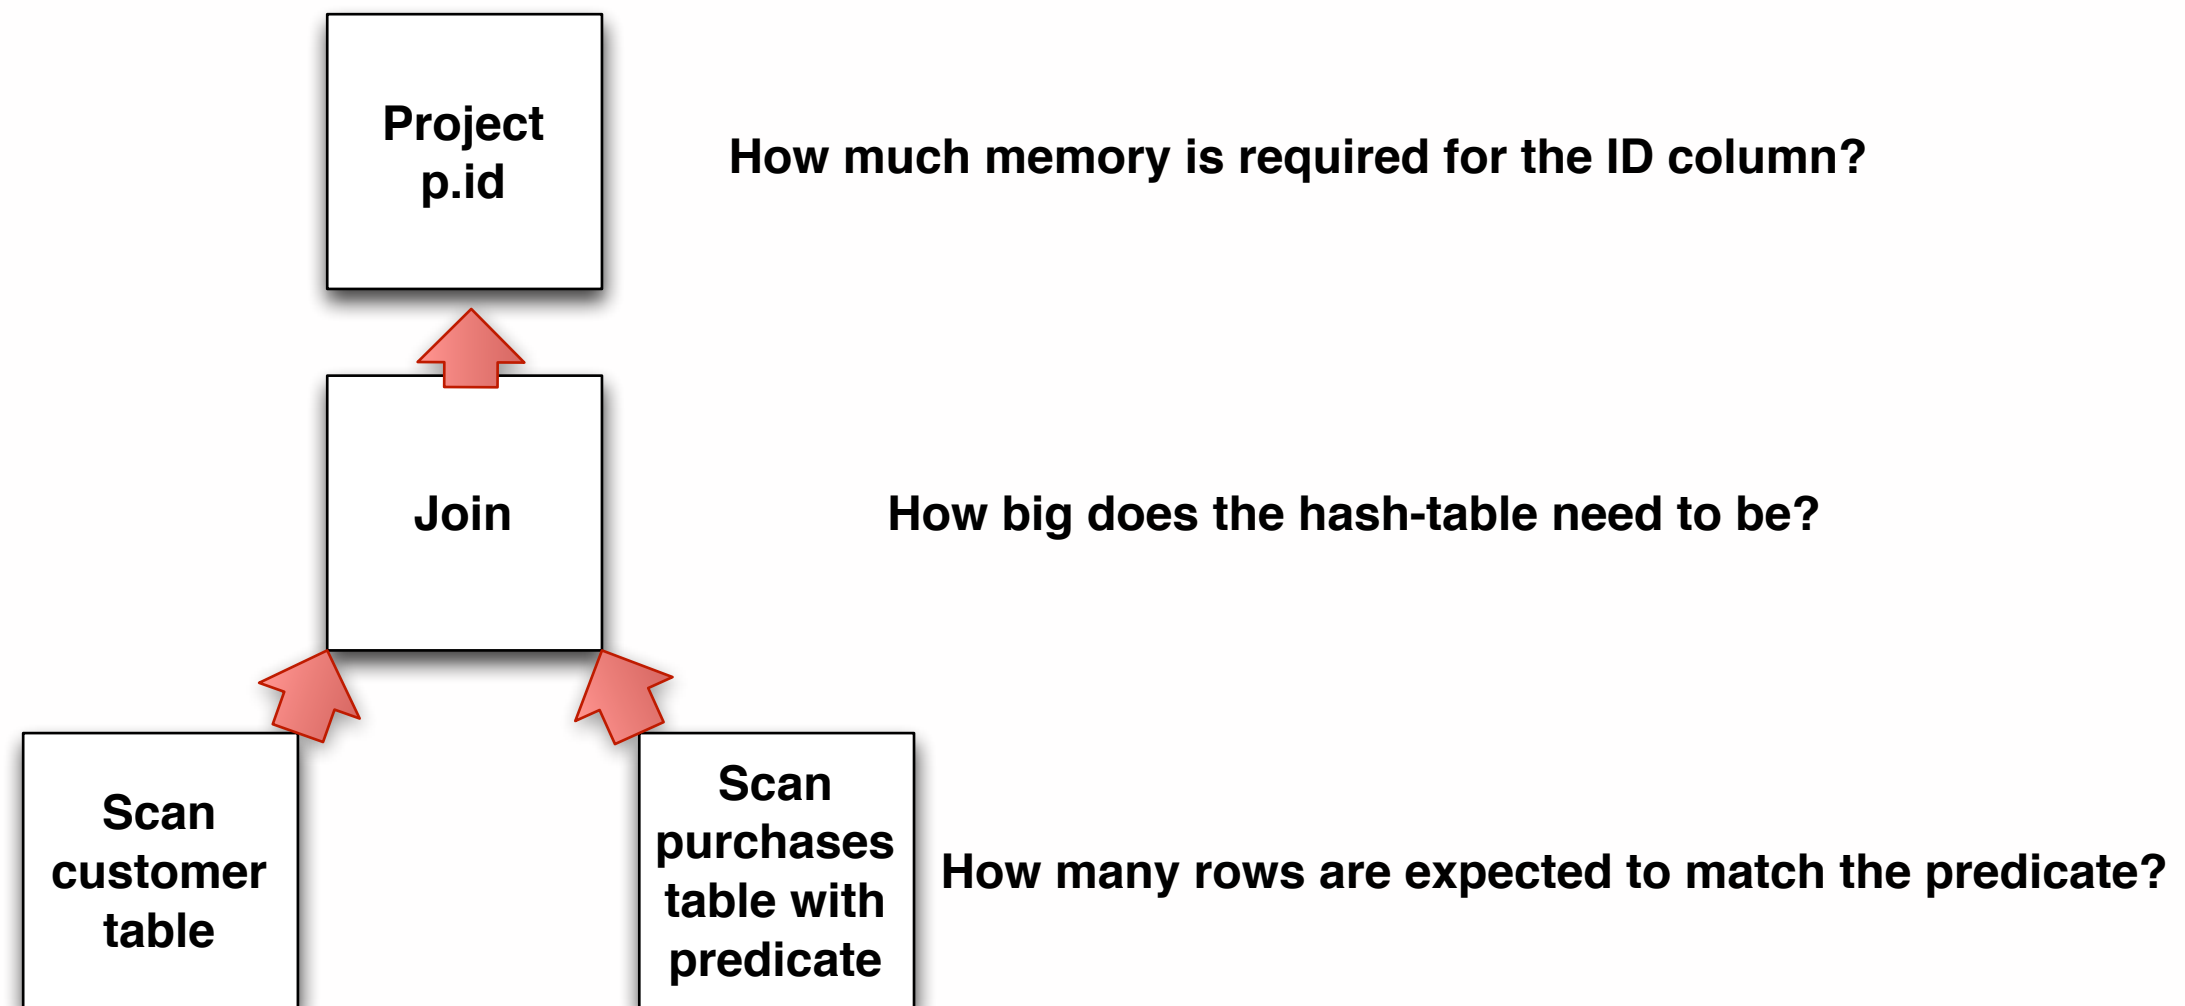 Project
p.id
How much memory is required for the ID column?
Join
How big does the hash-table need to be?
Scan
customer
table
Scan
purchases
table with
predicate
How many rows are expected to match the predicate?